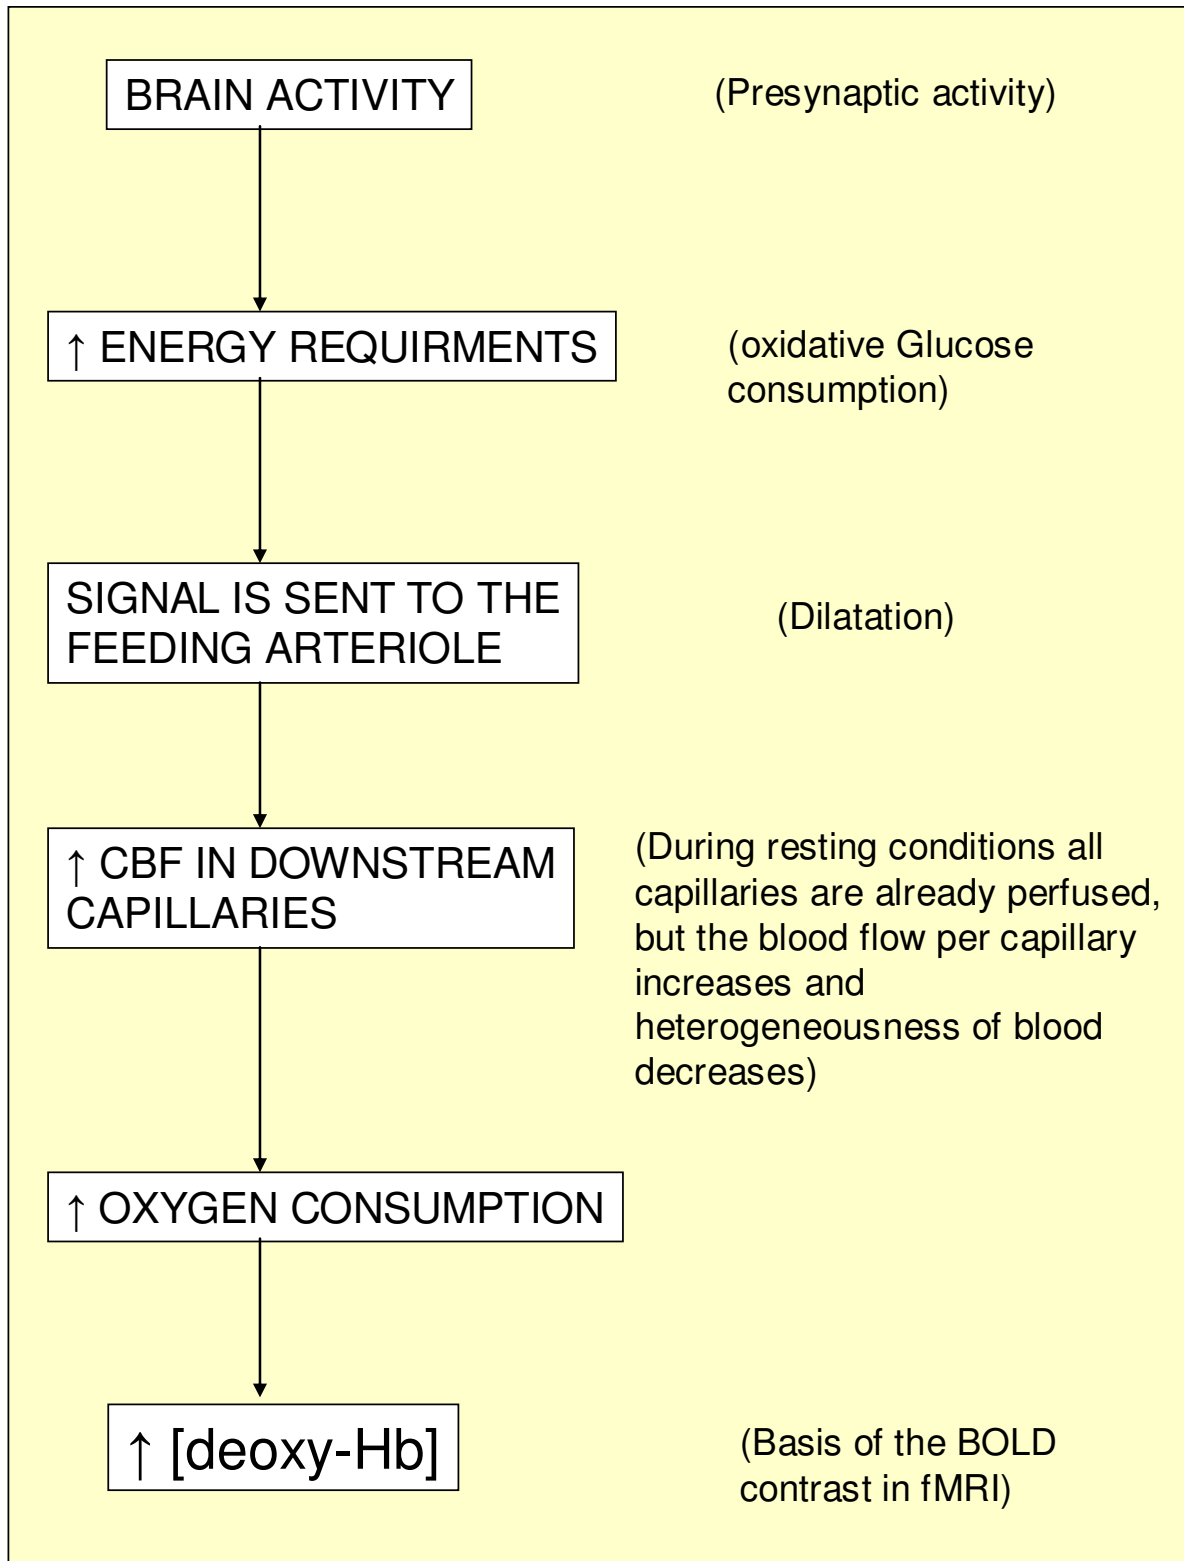 BRAIN ACTIVITY
(Presynaptic activity)
↑ ENERGY REQUIRMENTS
(oxidative Glucose
consumption)
SIGNAL IS SENT TO THE
FEEDING ARTERIOLE
(Dilatation)
↑ CBF IN DOWNSTREAM
CAPILLARIES
(During resting conditions all
capillaries are already perfused,
but the blood flow per capillary
increases and
heterogeneousness of blood
decreases)
↑ OXYGEN CONSUMPTION
↑ [deoxy-Hb]
(Basis of the BOLD
contrast in fMRI)